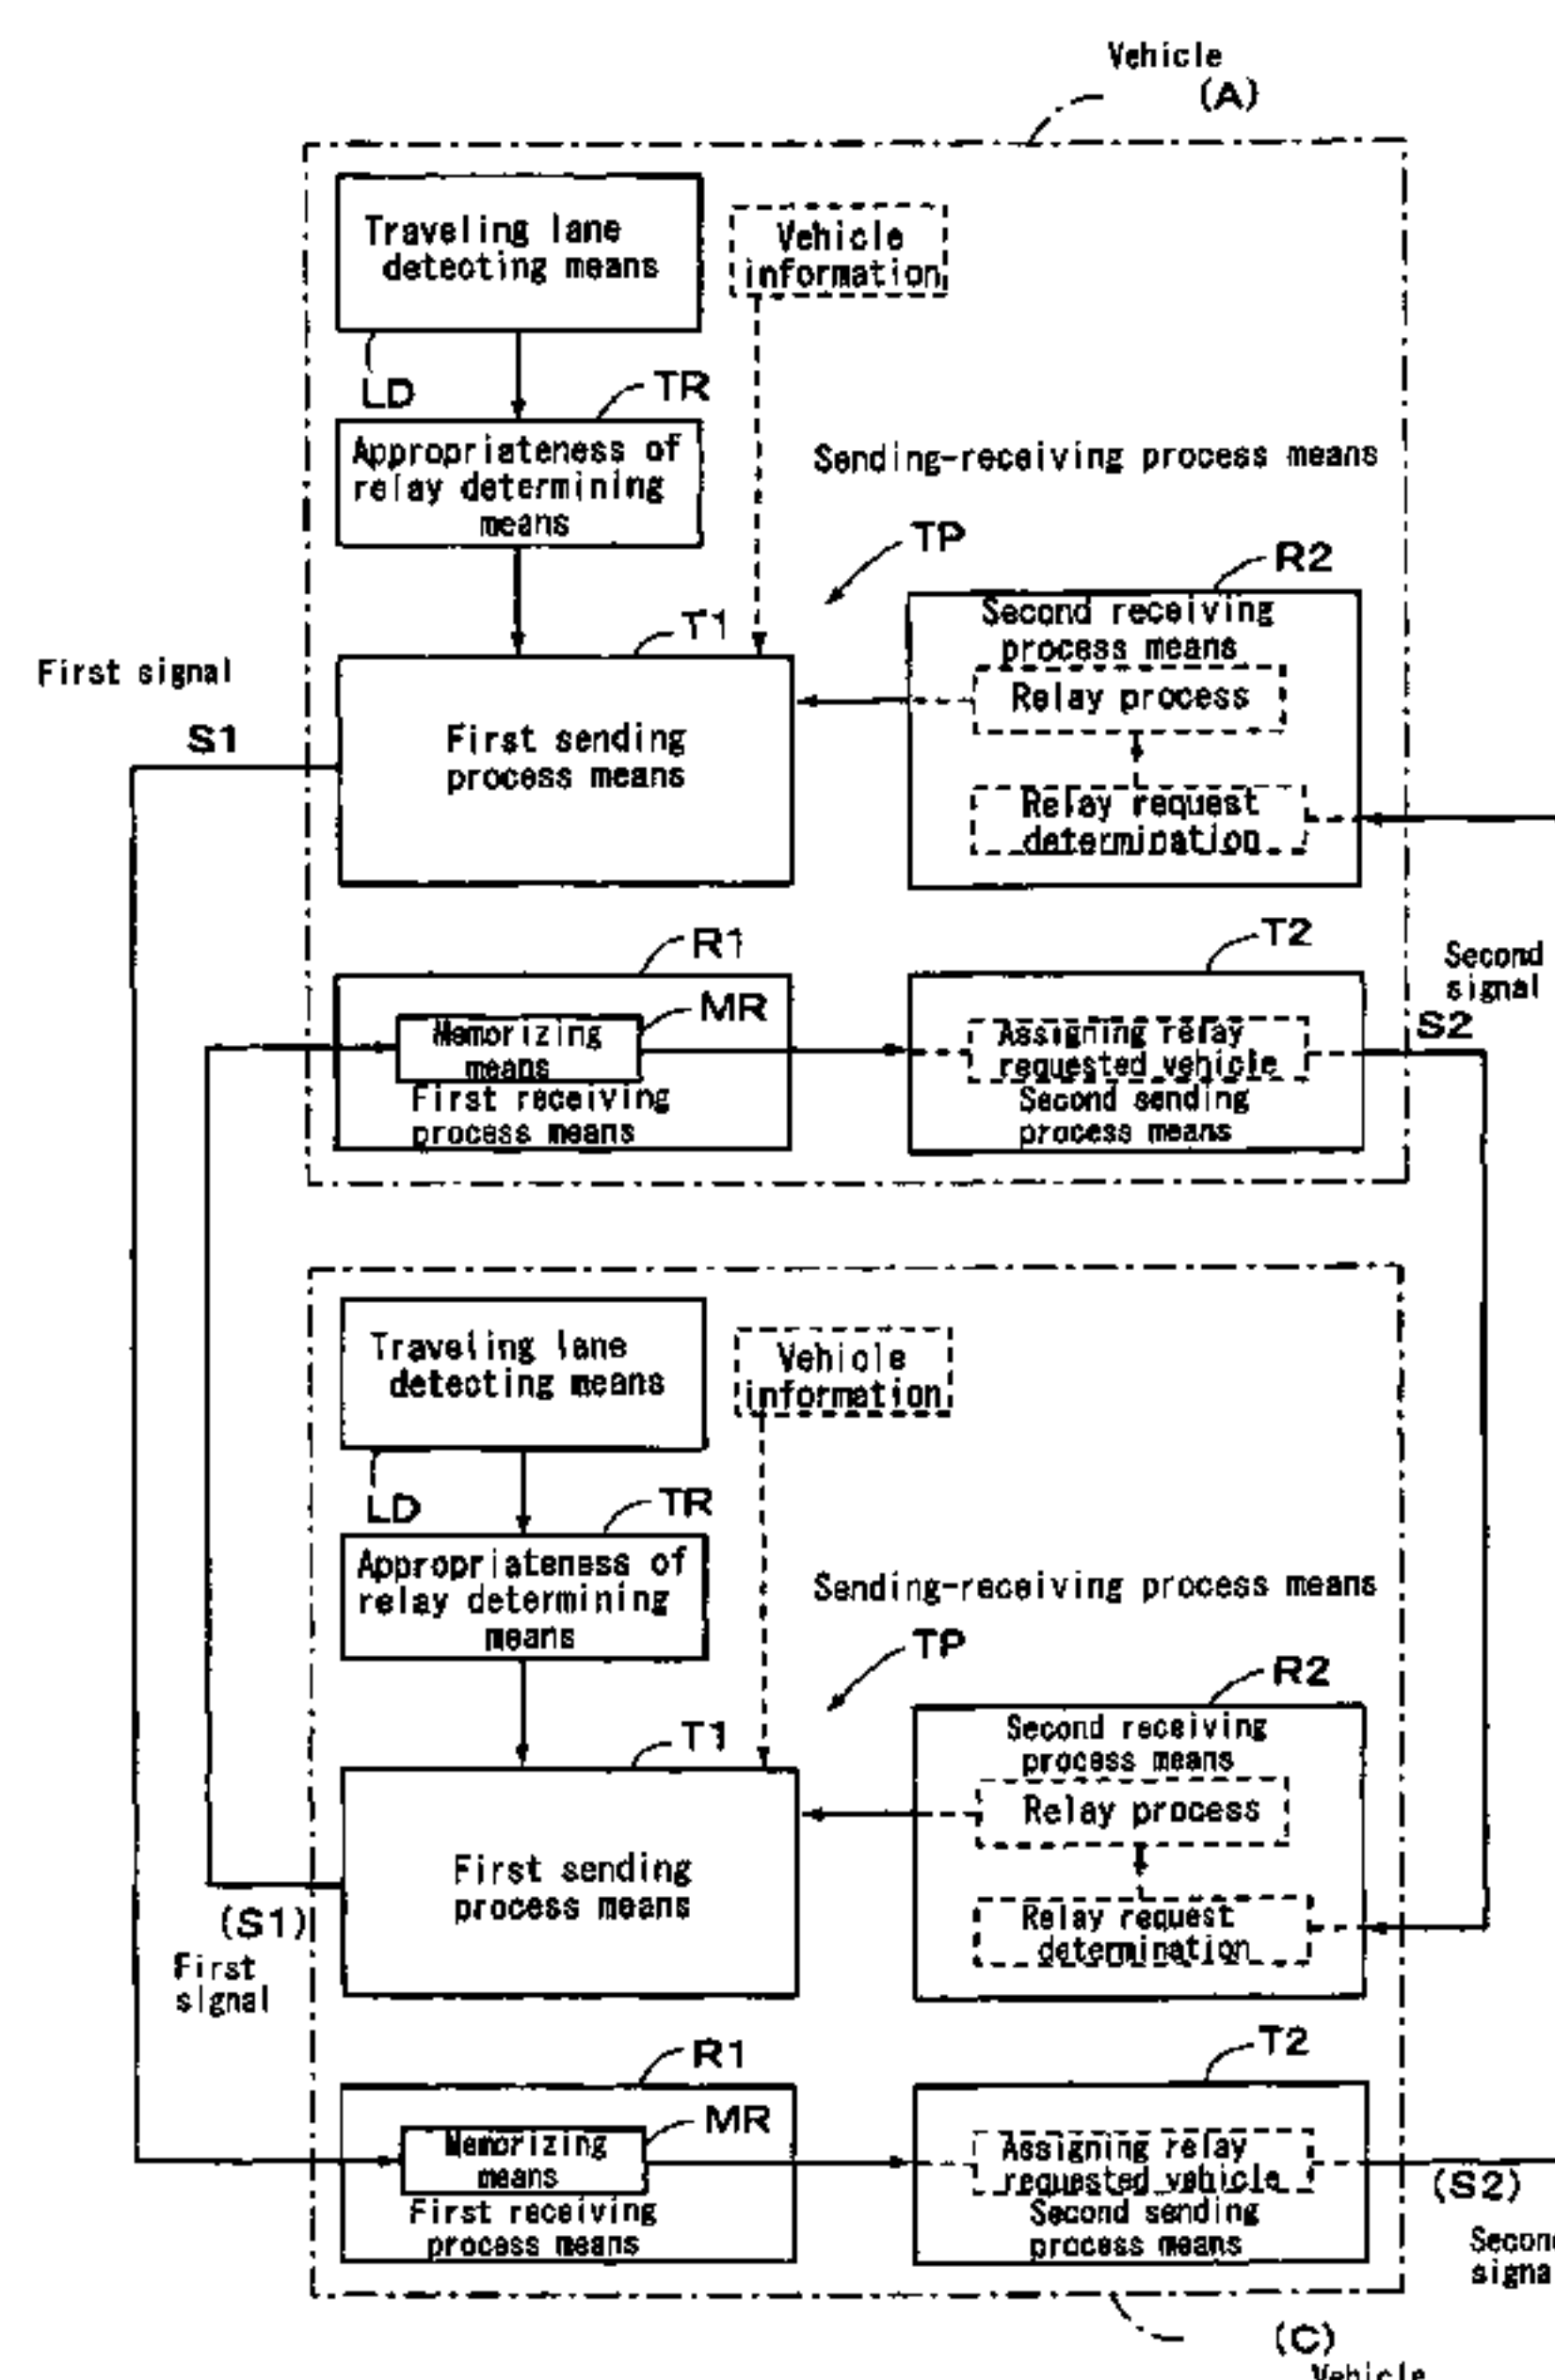 Vehicle
(A)
Traveling lane
detecting means
Vehicle
information
LD
TR
Appropriateness of
relay determining
means
Sending-receiving process means
TP
R2
Second receiving
process means
T1
First signal
Relay process
S1
First sending
process means
Relay request
determination
R1
T2
Second
signal
MR
S2
Memorizing
means
Assigning relay
requested vehicle
First receiving
process means
Second sending
process means
Traveling lane
detecting means
Vehicle
information
LD
TR
Appropriateness of
relay determining
means
Sending-receiving process means
TP
R2
Second receiving
process means
T1
Relay process
First sending
process means
(S1)
Relay request
determination
First
signal
R1
T2
MR
Memorizing
means
Assigning relay
requested vehicle
(S2)
First receiving
process means
Second sending
process means
Secon
signa
(C)
Vehicle